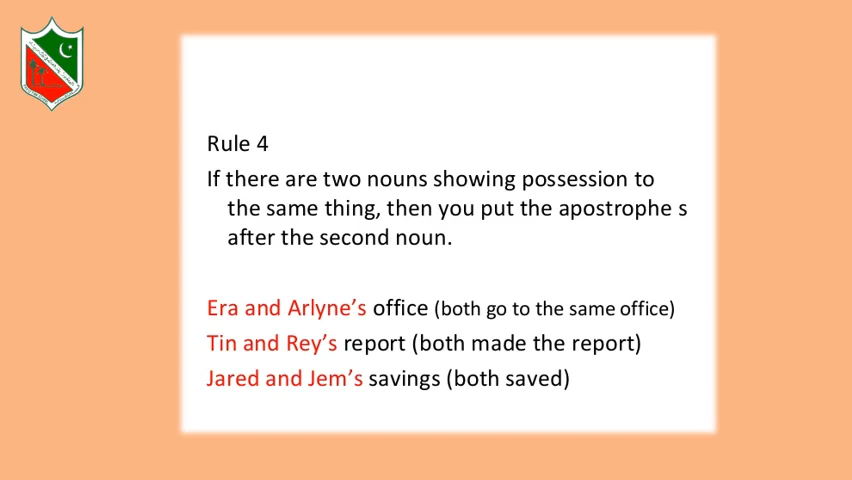 Rule 4
If there are two nouns showing possession to
the same thing, then you put the apostrophe s
after the second noun.
Era and Arlyne’s office (both go to the same office)
Tin and Rey’s report (both made the report)
Jared and Jem’s savings (both saved)